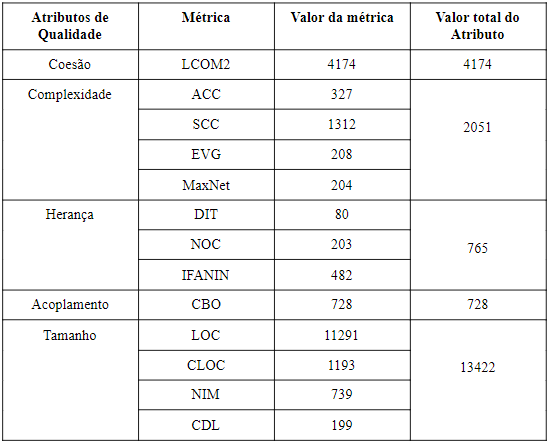 Atributos de Qualidade Métrica Valor da métrica Valor total do Atributo
Coesão LCOM2 4174 4174
Complexidade ACC 327
SCC 1312 2051
EVG 208
MaxNet 204
Herança DIT 80
NOC 203 765
IFANIN 482
Acoplamento CBO 728 728
Tamanho LOC 11291
CLOC 1193 13422
NIM 739
CDL 199